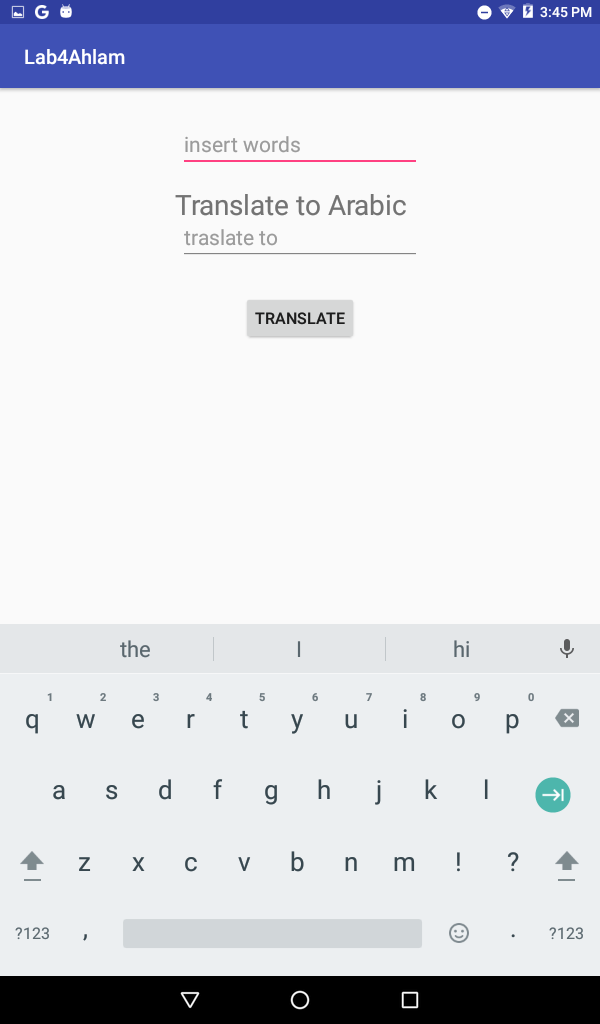 3:45 PM
Lab4Ahlam
insert words
Translate to Arabic
traslate to
TRANSLATE
the I hi
1 2 3 4 5 6 7 8 9 0
q w e r t y u i o p
a s d f g h j k l
z x c v b n m ! ?
?123 , . ?123